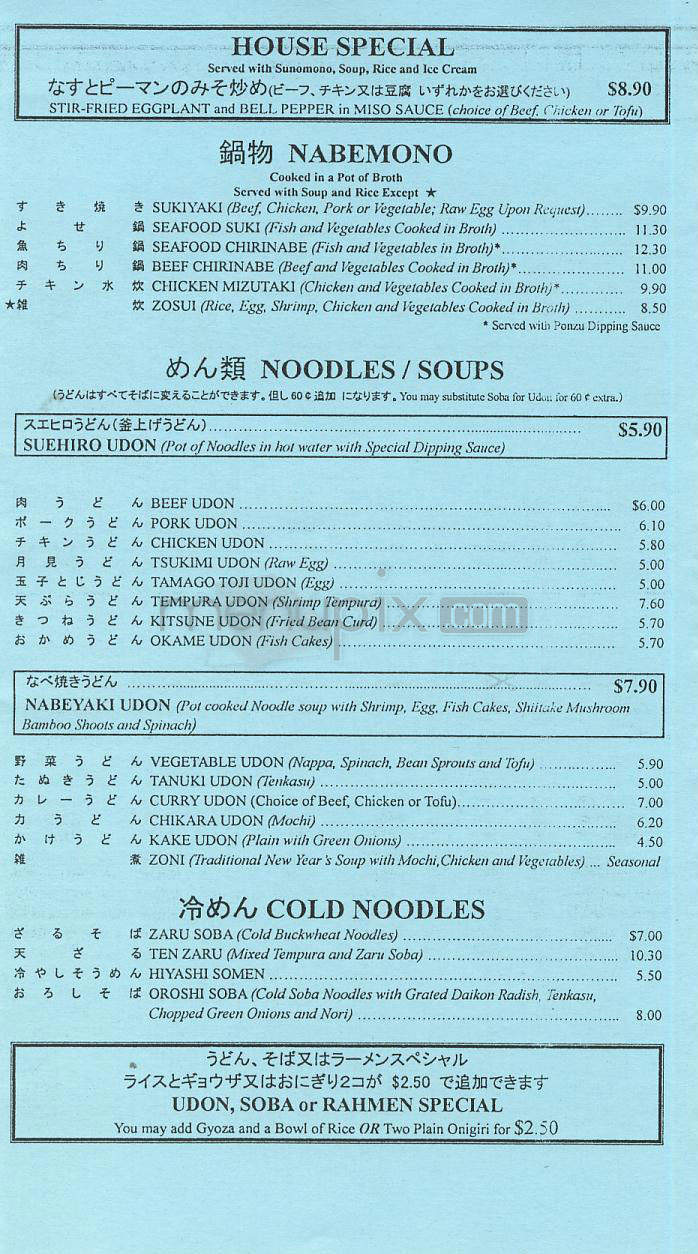 HOUSE SPECIAL
Served with Sunomono, Soup, Rice and Ice Cream
なすとピーマンのみそ炒め(ビーフ、チキン又は豆腐 いずれかをお選びください) $8.90
STIR-FRIED EGGPLANT and BELL PEPPER in MISO SAUCE (choice of Beef, Chicken or Tofu)
鍋物 NABEMONO
Cooked in a Pot of Broth
Served with Soup and Rice Except ★
すき焼き SUKIYAKI (Beef, Chicken, Pork or Vegetable; Raw Egg Upon Request)........ $9.90
よせ鍋 SEAFOOD SUKI (Fish and Vegetables Cooked in Broth) ........ 11.30
魚ちり鍋 SEAFOOD CHIRINABE (Fish and Vegetables in Broth)*........ 12.30
肉ちり鍋 BEEF CHIRINABE (Beef and Vegetables Cooked in Broth)*........ 11.00
チキン水炊 CHICKEN MIZUTAKI (Chicken and Vegetables Cooked in Broth)*........ 9.90
★雑炊 ZOSUI (Rice, Egg, Shrimp, Chicken and Vegetables Cooked in Broth) ........ 8.50
* Served with Ponzu Dipping Sauce
めん類 NOODLES / SOUPS
(うどんはすべてそばに変えることができます。但し 60 ¢ 追加 になります。You may substitute Soba for Udon for 60 ¢ extra.)
スエヒロうどん(釜上げうどん)........ $5.90
SUEHIRO UDON (Pot of Noodles in hot water with Special Dipping Sauce)
肉うどん BEEF UDON ........ $6.00
ポークうどん PORK UDON ........ 6.10
チキンうどん CHICKEN UDON ........ 5.80
月見うどん TSUKIMI UDON (Raw Egg) ........ 5.00
玉子とじうどん TAMAGO TOJI UDON (Egg) ........ 5.00
天ぷらうどん TEMPURA UDON (Shrimp Tempura) ........ 7.60
きつねうどん KITSUNE UDON (Fried Bean Curd) ........ 5.70
おかめうどん OKAME UDON (Fish Cakes) ........ 5.70
menupix.com
なべ焼きうどん ........ $7.90
NABEYAKI UDON (Pot cooked Noodle soup with Shrimp, Egg, Fish Cakes, Shiitake Mushroom
Bamboo Shoots and Spinach)
野菜うどん VEGETABLE UDON (Nappa, Spinach, Bean Sprouts and Tofu) ........ 5.90
たぬきうどん TANUKI UDON (Tenkasu) ........ 5.00
カレーうどん CURRY UDON (Choice of Beef, Chicken or Tofu)........ 7.00
力うどん CHIKARA UDON (Mochi) ........ 6.20
かけうどん KAKE UDON (Plain with Green Onions) ........ 4.50
雑煮 ZONI (Traditional New Year's Soup with Mochi,Chicken and Vegetables) ... Seasonal
冷めん COLD NOODLES
ざるそば ZARU SOBA (Cold Buckwheat Noodles) ........ $7.00
天ざる TEN ZARU (Mixed Tempura and Zaru Soba) ........ 10.30
冷やしそうめん HIYASHI SOMEN ........ 5.50
おろしそば OROSHI SOBA (Cold Soba Noodles with Grated Daikon Radish, Tenkasu,
Chopped Green Onions and Nori) ........ 8.00
うどん、そば又はラーメンスペシャル
ライスとギョウザ又はおにぎり2コが $2.50 で追加できます
UDON, SOBA or RAHMEN SPECIAL
You may add Gyoza and a Bowl of Rice OR Two Plain Onigiri for $2.50